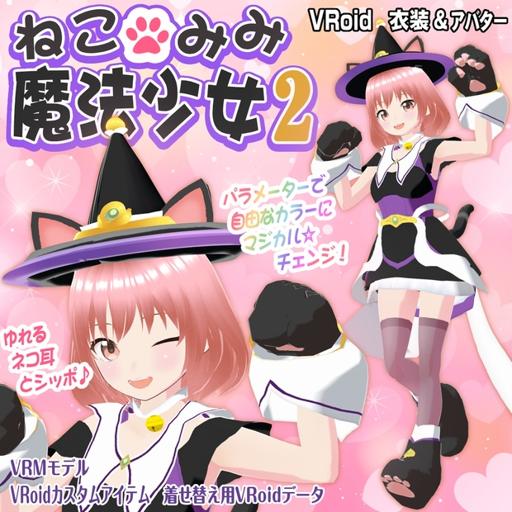 VRoid 衣装＆アバター
ねこみみ
魔法少女2
パラメーターで
自由なカラーに
マジカル☆
チェンジ！
ゆれる
ネコ耳
とシッポ♪
VRMモデル
VRoidカスタムアイテム 着せ替え用VRoidデータ